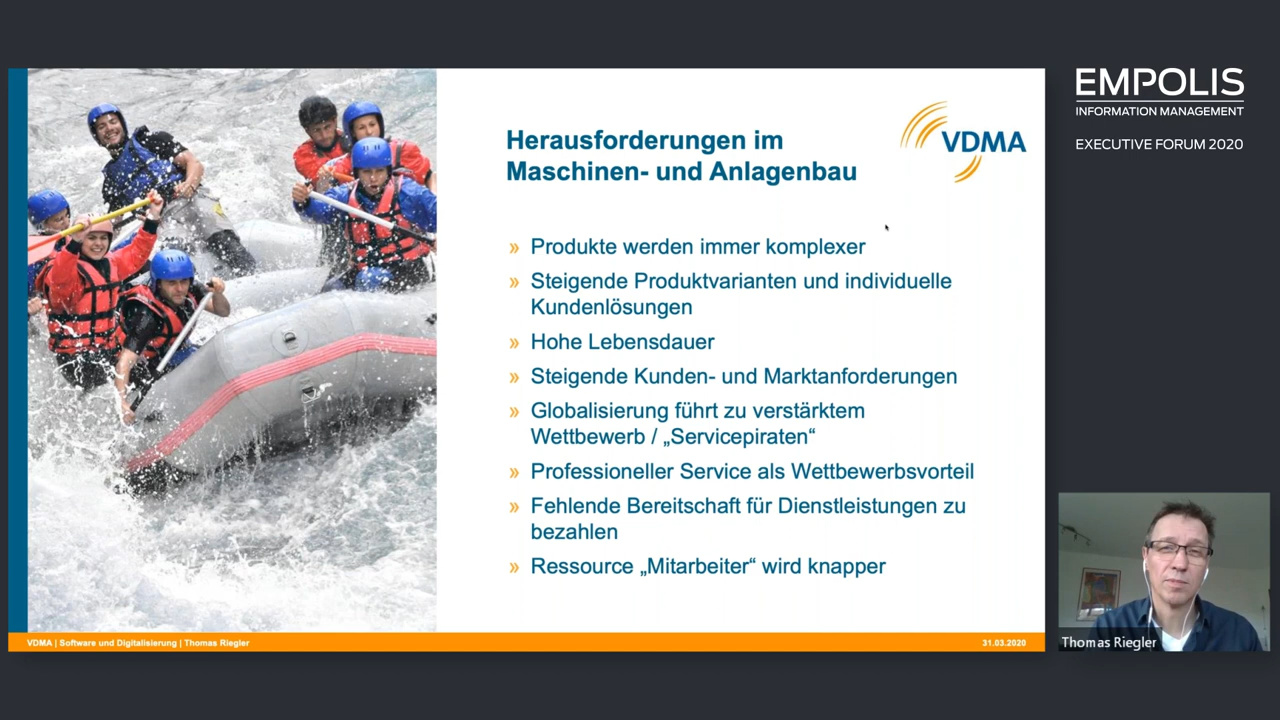 EMPOLIS
INFORMATION MANAGEMENT
EXECUTIVE FORUM 2020
Herausforderungen im
Maschinen- und Anlagenbau
VDMA
» Produkte werden immer komplexer
» Steigende Produktvarianten und individuelle
Kundenlösungen
» Hohe Lebensdauer
» Steigende Kunden- und Marktanforderungen
» Globalisierung führt zu verstärktem
Wettbewerb / „Servicepiraten“
» Professioneller Service als Wettbewerbsvorteil
» Fehlende Bereitschaft für Dienstleistungen zu
bezahlen
» Ressource „Mitarbeiter“ wird knapper
VDMA | Software und Digitalisierung | Thomas Riegler
31.03.2020
Thomas Riegler